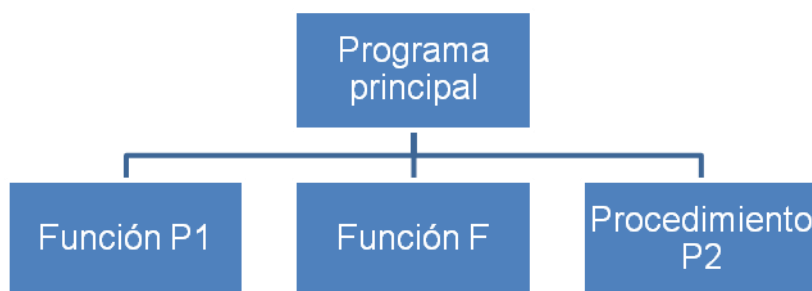 Programa
principal
Función P1
Función F
Procedimiento
P2